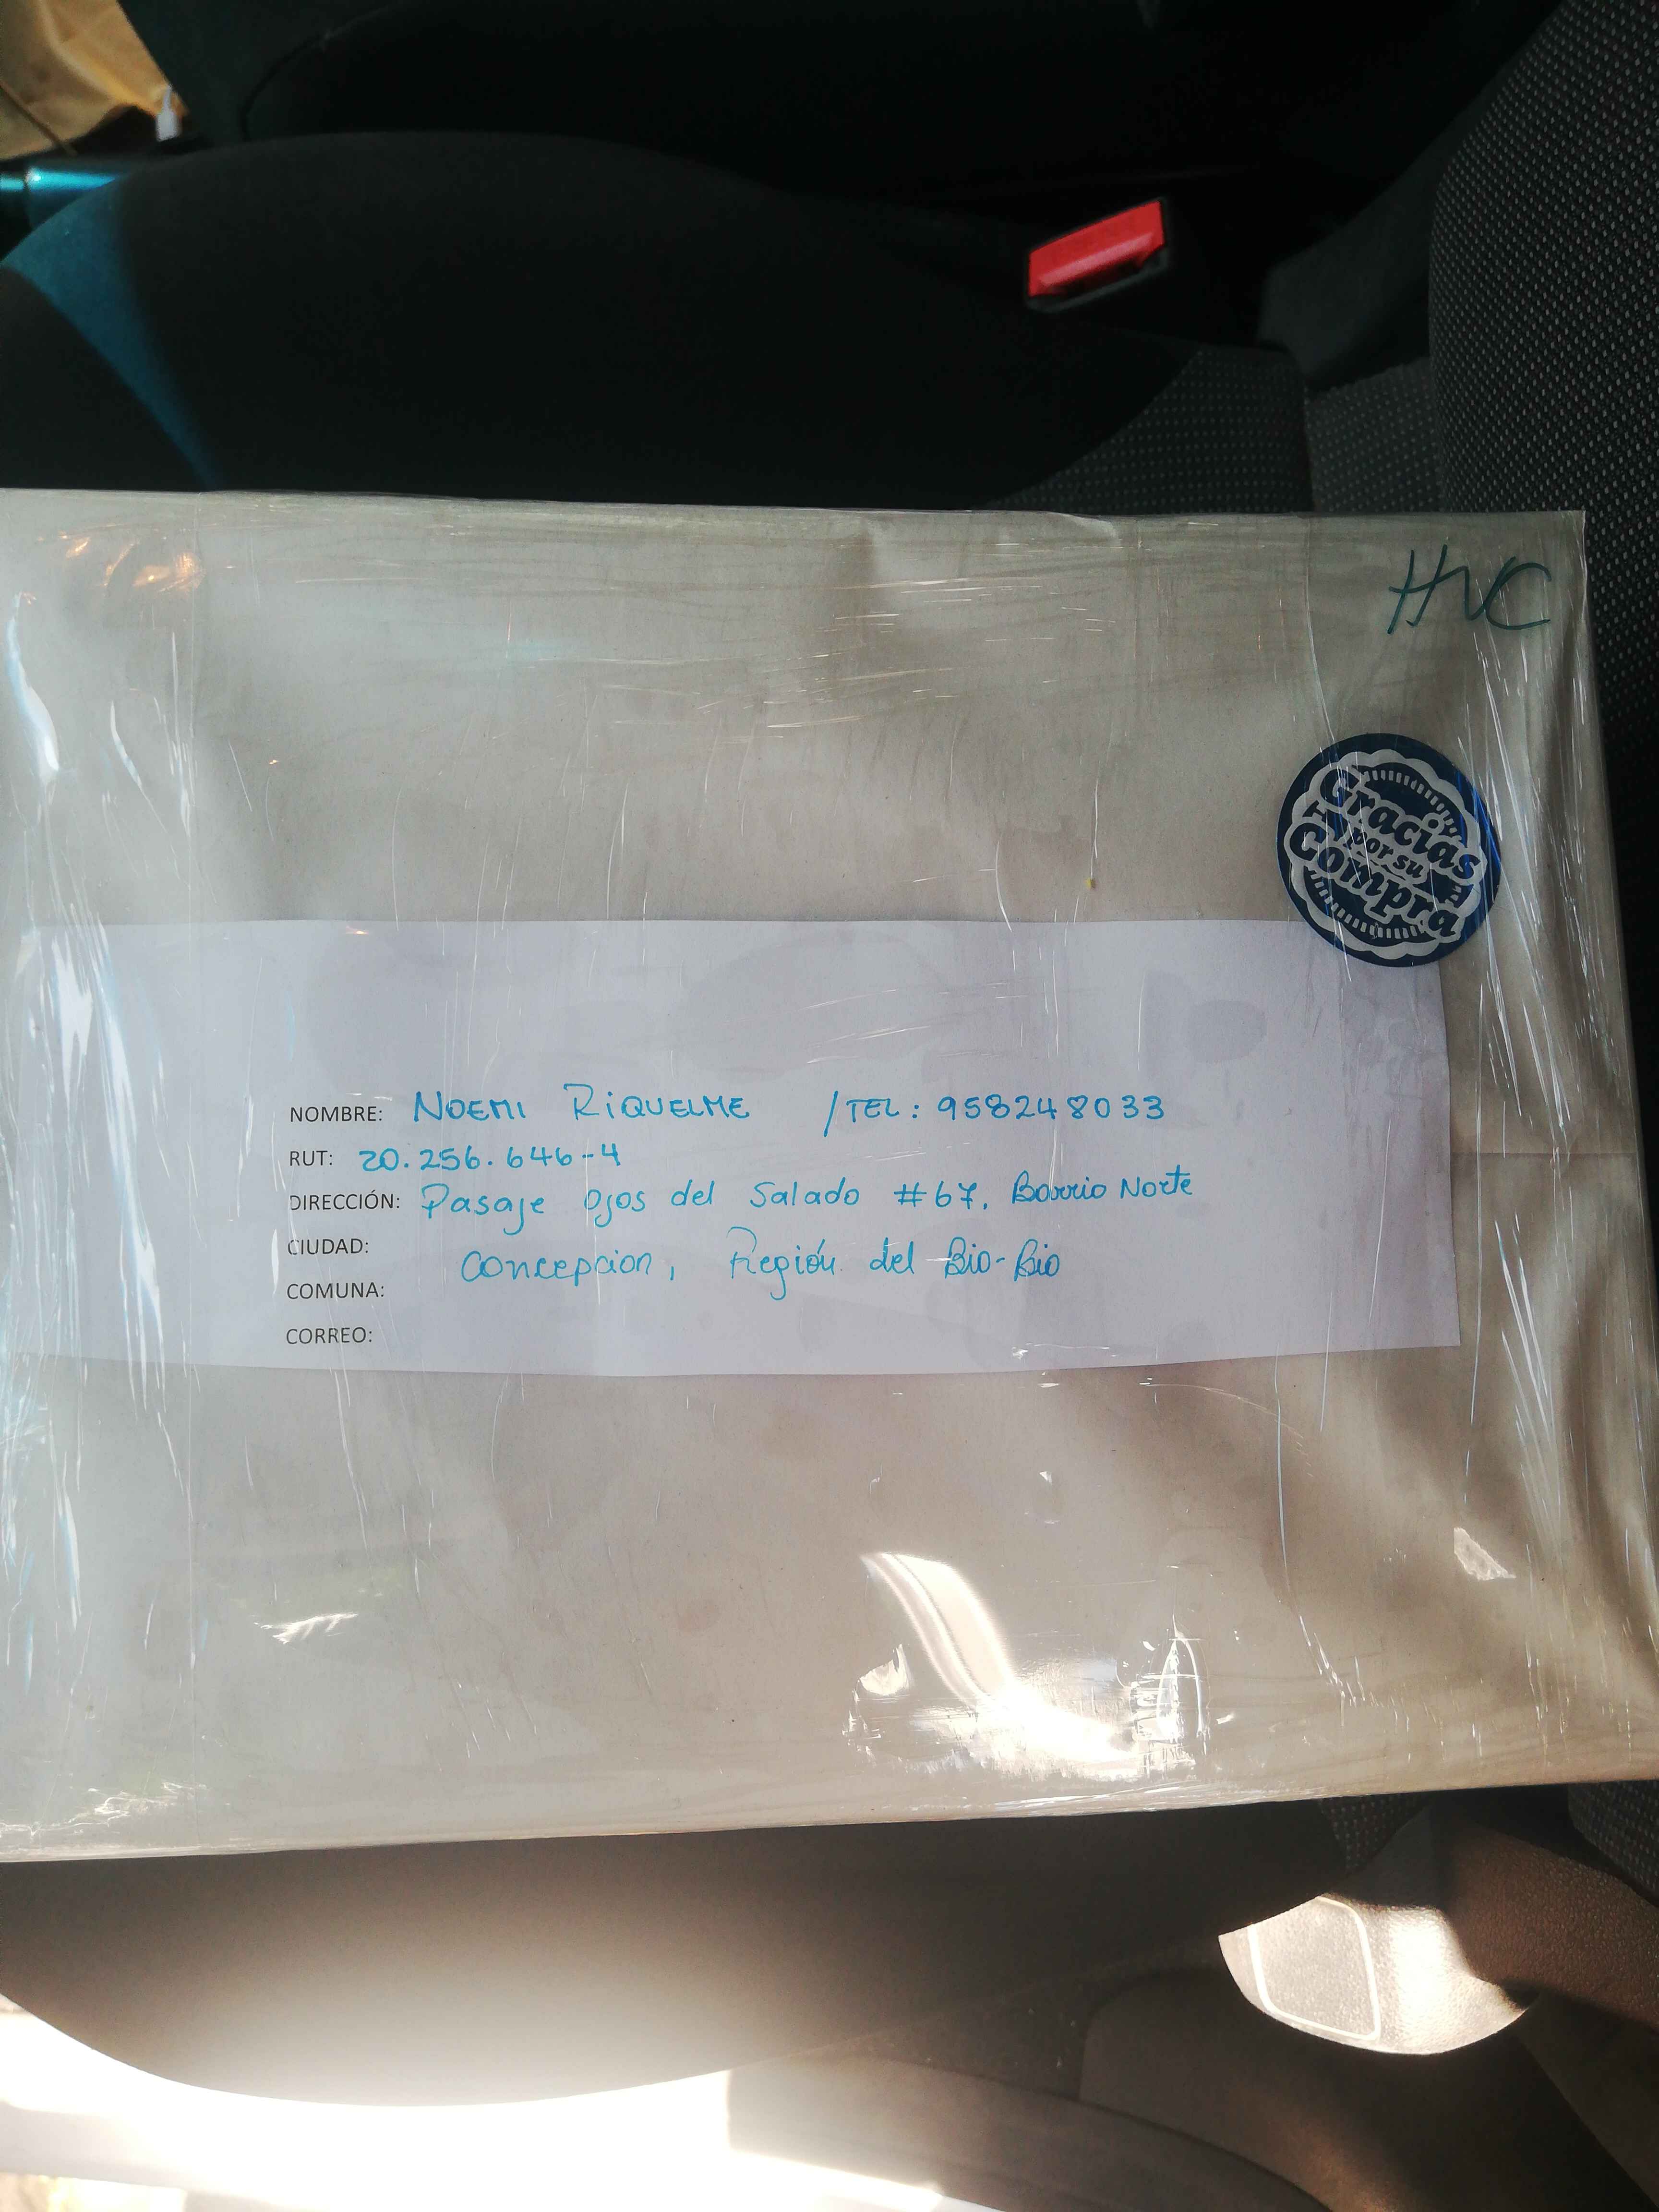 HVC
Gracias
por su
Compra
NOMBRE: NOEMI RIQUELME /TEL: 958248033
RUT: 20.256.646-4
DIRECCIÓN: Pasaje Ojos del Salado #67, Barrio Norte
CIUDAD:
Concepcion, Región del Bio-Bio
COMUNA:
CORREO: